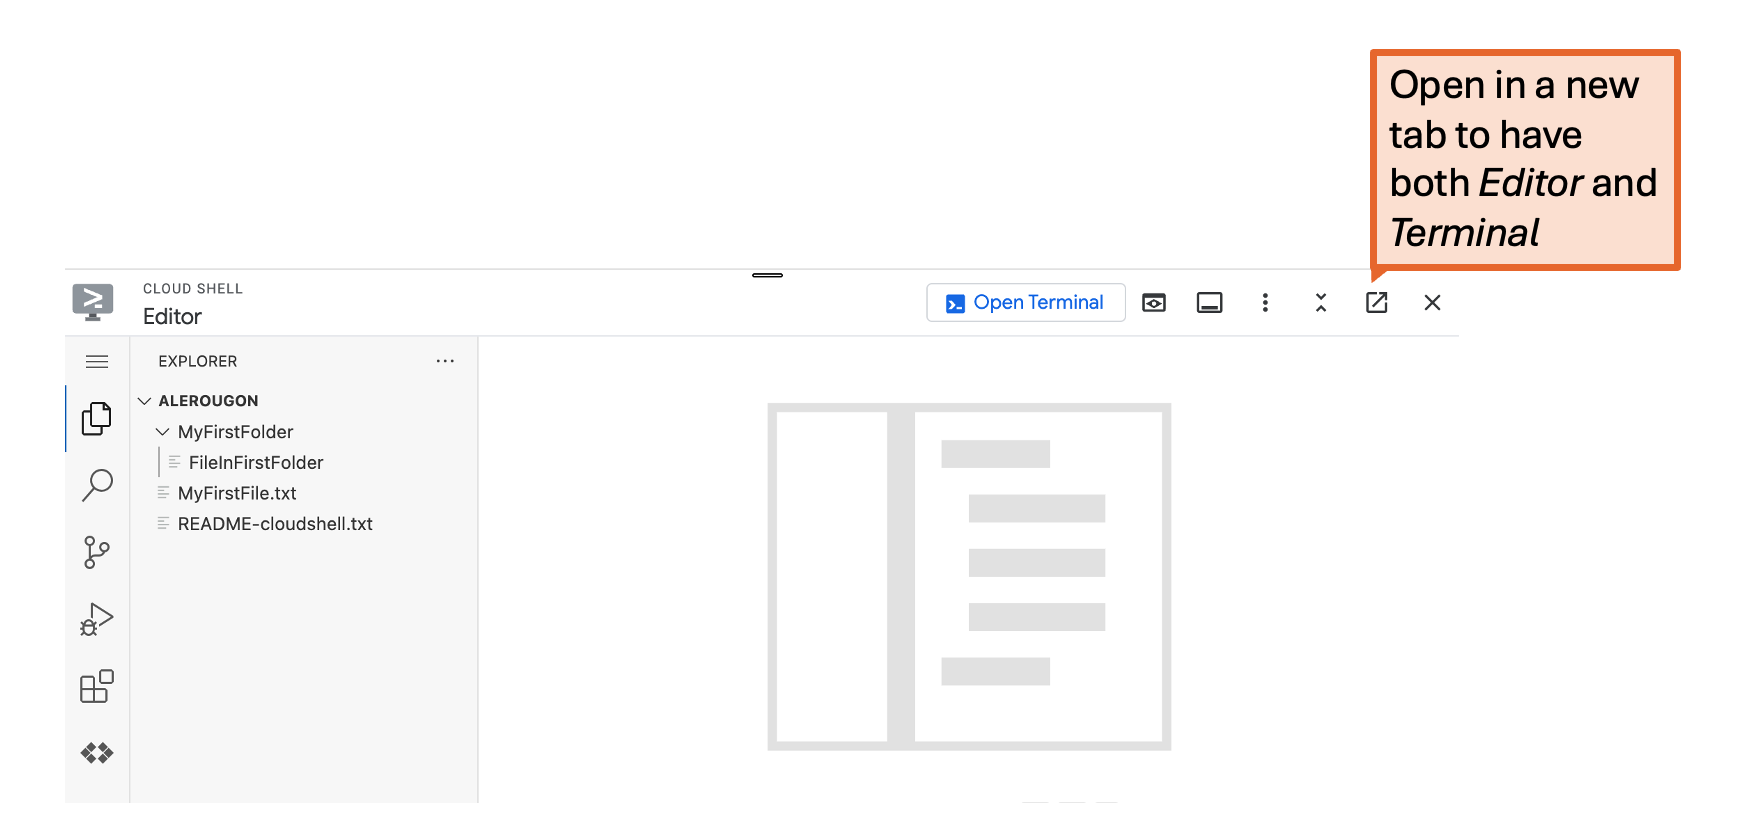 Open in a new
tab to have
both Editor and
Terminal
CLOUD SHELL
Editor
Open Terminal
EXPLORER
ALEROUGON
MyFirstFolder
FileInFirstFolder
MyFirstFile.txt
README-cloudshell.txt